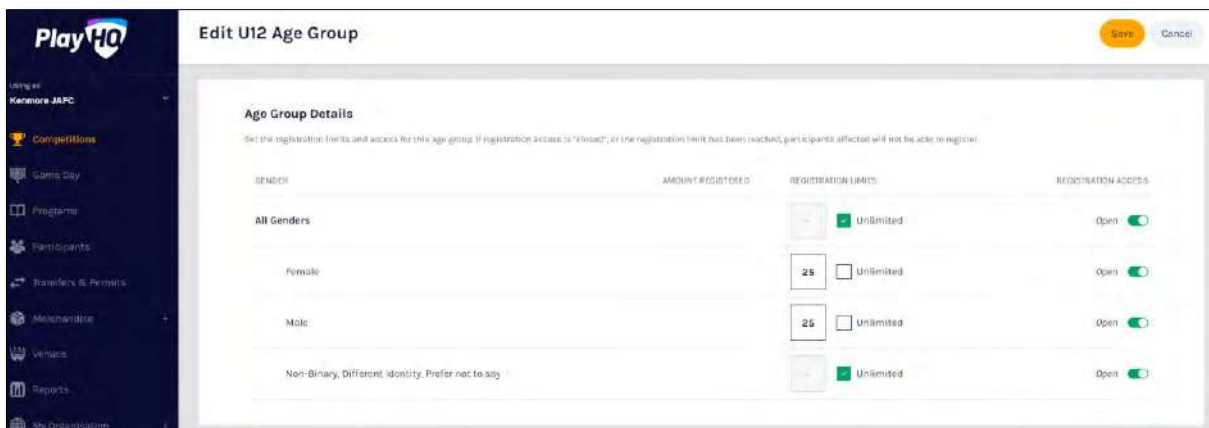 PlayHQ
Edit U12 Age Group
Save
Cancel
Using as
Kenmore JAFC
Competitions
Game Day
Programs
Participants
Transfers & Permits
Merchandise +
Venues
Reports
My Organisation +
Age Group Details
Set the registration limits and access for this age group. If registration access is "closed", or the registration limit has been reached, participants affected will not be able to register.
GENDER AMOUNT REGISTERED REGISTRATION LIMITS REGISTRATION ACCESS
All Genders - Unlimited Open
Female 25 Unlimited Open
Male 25 Unlimited Open
Non-Binary, Different Identity, Prefer not to say - Unlimited Open